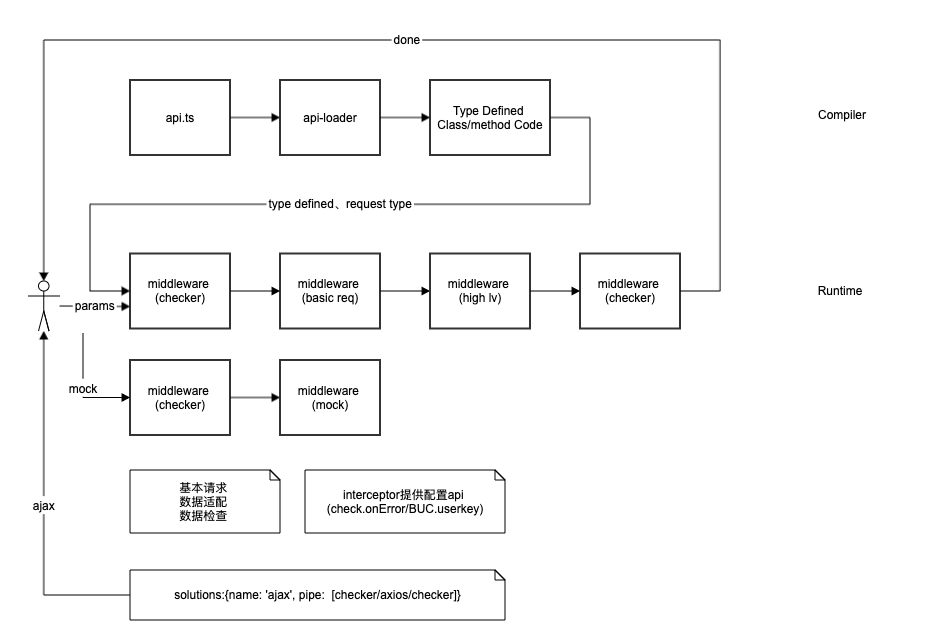 done
api.ts
api-loader
Type Defined
Class/method Code
Compiler
type defined、request type
middleware
(checker)
middleware
(basic req)
middleware
(high lv)
middleware
(checker)
Runtime
params
mock
middleware
(checker)
middleware
(mock)
基本请求
数据适配
数据检查
interceptor提供配置api
(check.onError/BUC.userkey)
ajax
solutions:{name: 'ajax', pipe: [checker/axios/checker]}